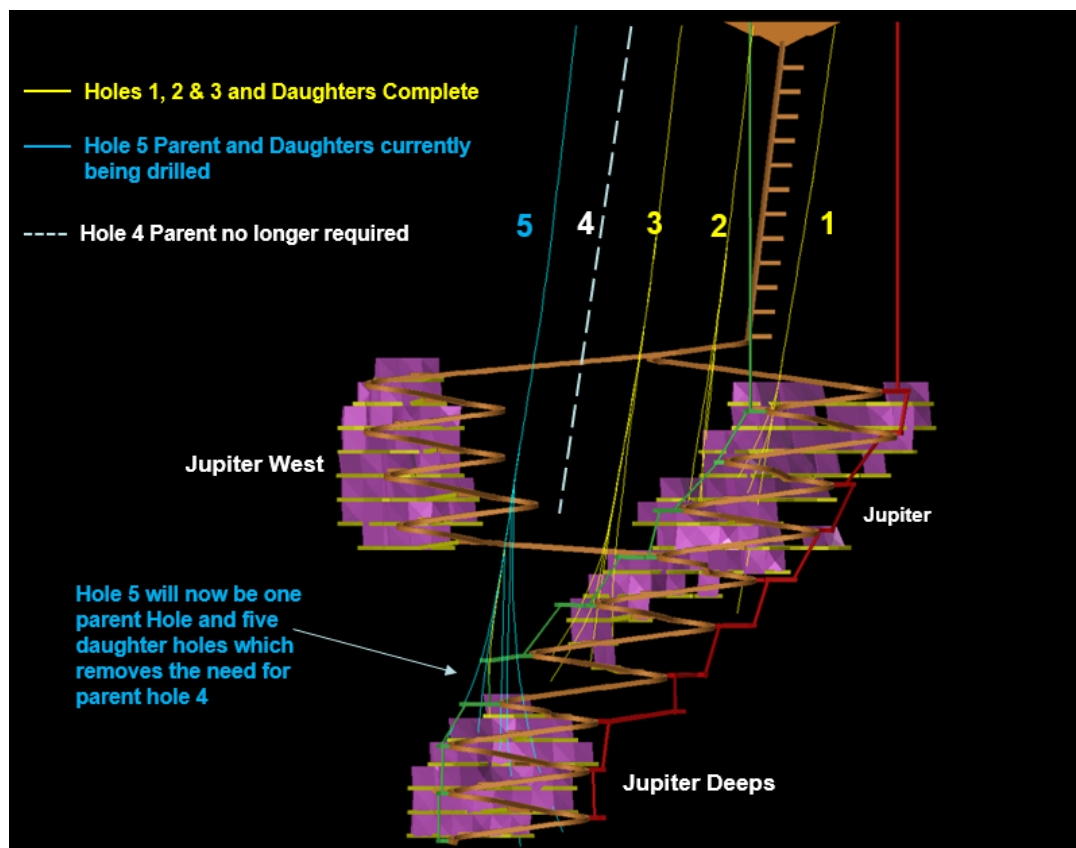 Holes 1, 2 & 3 and Daughters Complete
Hole 5 Parent and Daughters currently
being drilled
Hole 4 Parent no longer required
5
4
3
2
1
Jupiter West
Jupiter
Hole 5 will now be one
parent Hole and five
daughter holes which
removes the need for
parent hole 4
Jupiter Deeps